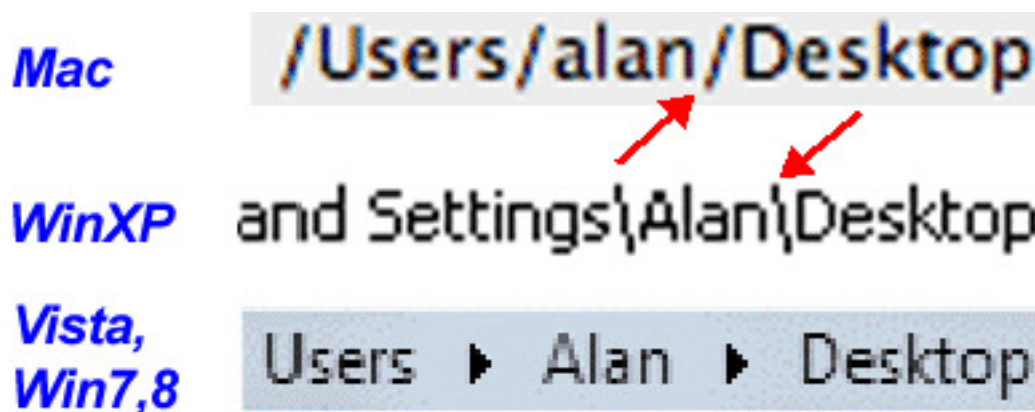 Mac /Users/alan/Desktop
WinXP and Settings\Alan\Desktop
Vista,
Win7,8 Users ▸ Alan ▸ Desktop